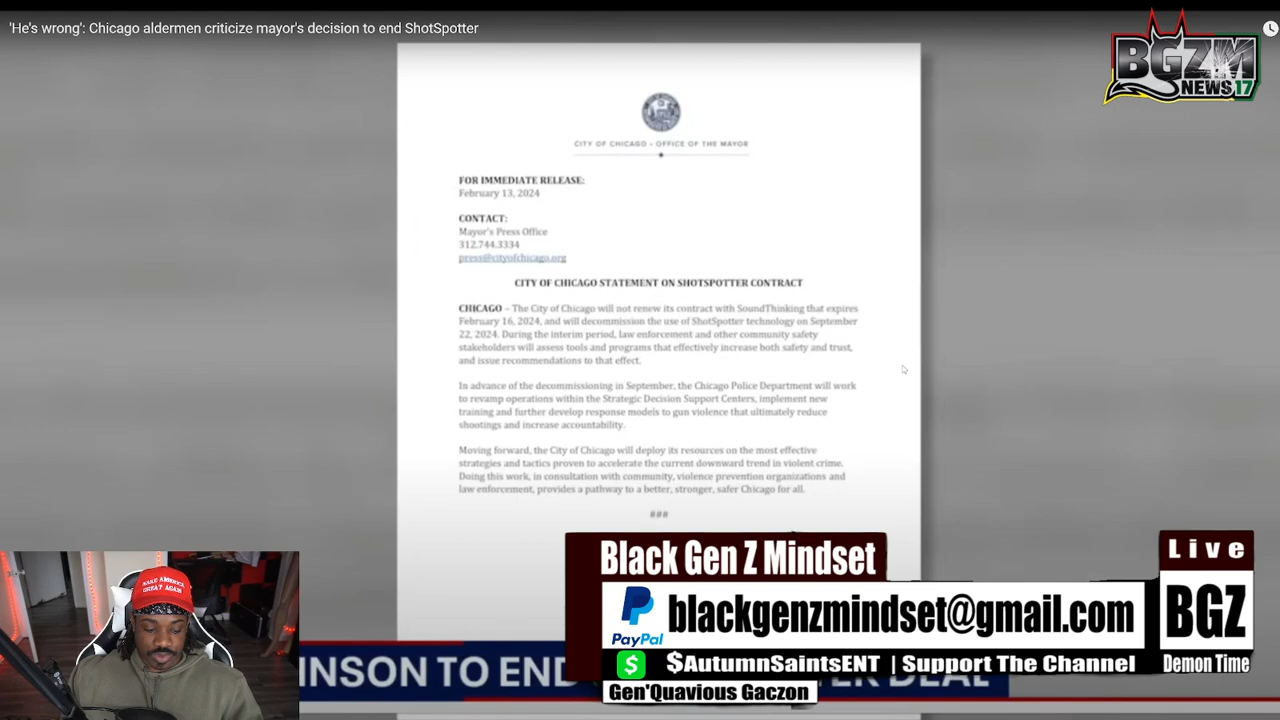 'He's wrong': Chicago aldermen criticize mayor's decision to end ShotSpotter
BGZM
NEWS 17
CITY OF CHICAGO - OFFICE OF THE MAYOR
FOR IMMEDIATE RELEASE:
February 13, 2024
CONTACT:
Mayor's Press Office
312.744.3334
press@cityofchicago.org
CITY OF CHICAGO STATEMENT ON SHOTSPOTTER CONTRACT
CHICAGO – The City of Chicago will not renew its contract with SoundThinking that expires
February 16, 2024, and will decommission the use of ShotSpotter technology on September
22, 2024. During the interim period, law enforcement and other community safety
stakeholders will assess tools and programs that effectively increase both safety and trust,
and issue recommendations to that effect.
In advance of the decommissioning in September, the Chicago Police Department will work
to revamp operations within the Strategic Decision Support Centers, implement new
training and further develop response models to gun violence that ultimately reduce
shootings and increase accountability.
Moving forward, the City of Chicago will deploy its resources on the most effective
strategies and tactics proven to accelerate the current downward trend in violent crime.
Doing this work, in consultation with community, violence prevention organizations and
law enforcement, provides a pathway to a better, stronger, safer Chicago for all.
###
MAKE AMERICA
GREAT AGAIN
Black Gen Z Mindset
PayPal
blackgenzmindset@gmail.com
$AutumnSaintsENT | Support The Channel
Gen'Quavious Gaczon
Live
BGZ
Demon Time
INSON TO END ER DEAL